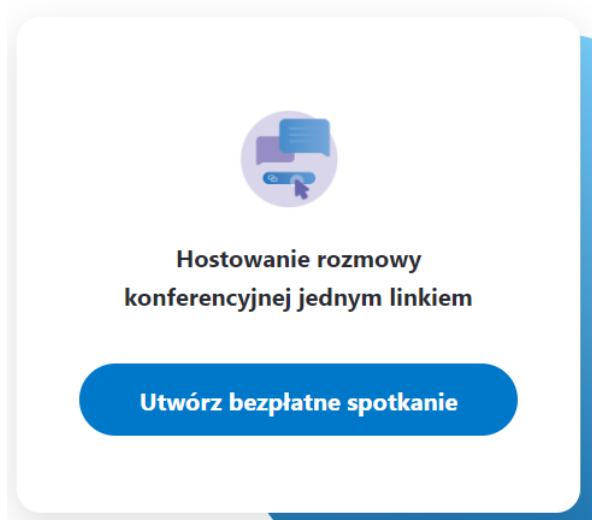 Hostowanie rozmowy
konferencyjnej jednym linkiem
Utwórz bezpłatne spotkanie